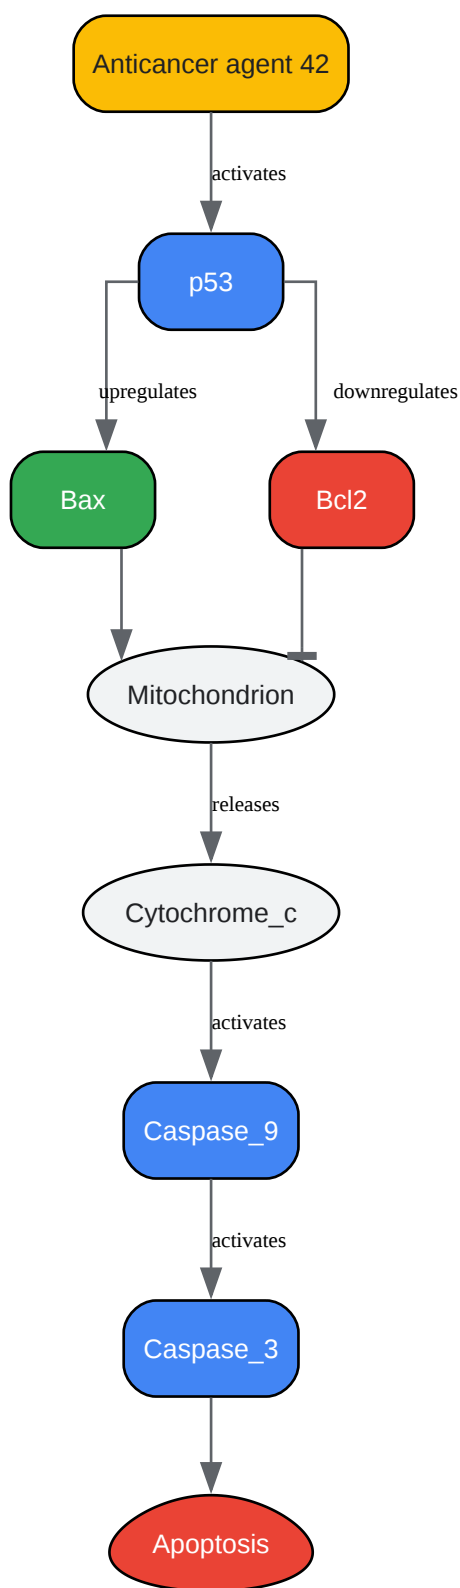 Anticancer agent 42
activates
p53
upregulates
downregulates
Bax
Bcl2
Mitochondrion
releases
Cytochrome_c
activates
Caspase_9
activates
Caspase_3
Apoptosis